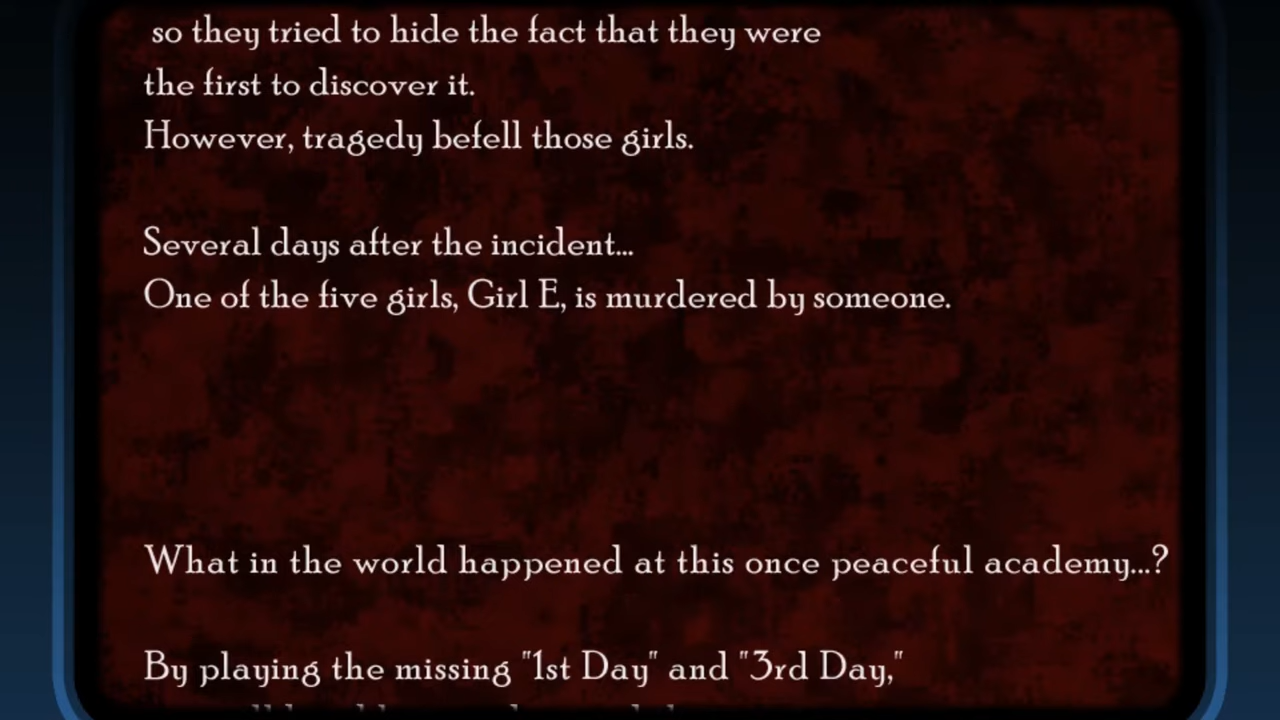 so they tried to hide the fact that they were
the first to discover it.
However, tragedy befell those girls.
Several days after the incident...
One of the five girls, Girl E, is murdered by someone.
What in the world happened at this once peaceful academy...?
By playing the missing "1st Day" and "3rd Day,"